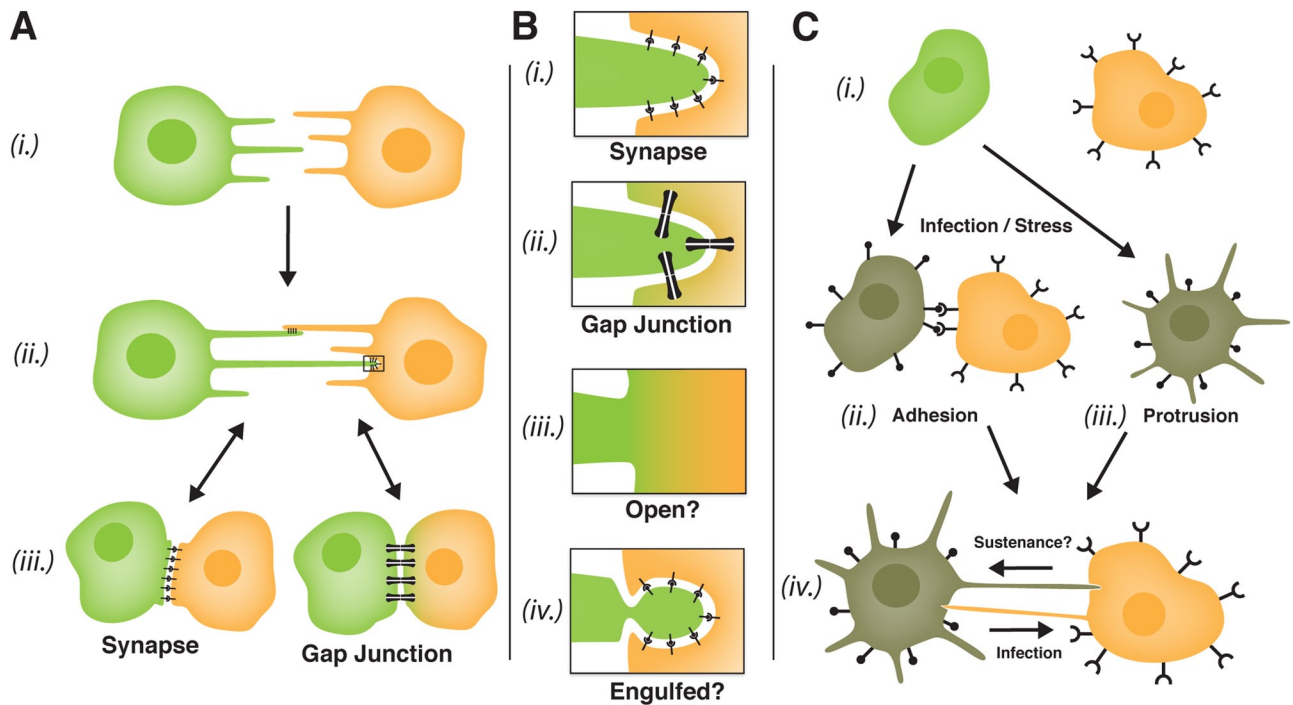 A
(i.)
(ii.)
(iii.)
Synapse
Gap Junction
B
(i.)
Synapse
(ii.)
Gap Junction
(iii.)
Open?
(iv.)
Engulfed?
C
(i.)
Infection / Stress
(ii.) Adhesion
(iii.) Protrusion
(iv.)
Sustenance?
Infection